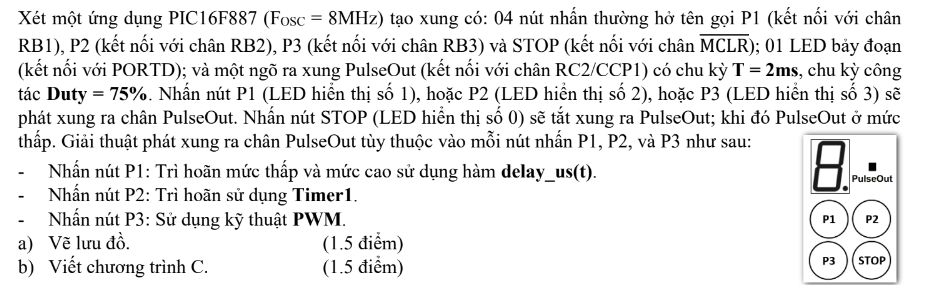 Xét một ứng dụng PIC16F887 (FOSC = 8MHz) tạo xung có: 04 nút nhấn thường hở tên gọi P1 (kết nối với chân
RB1), P2 (kết nối với chân RB2), P3 (kết nối với chân RB3) và STOP (kết nối với chân MCLR); 01 LED bảy đoạn
(kết nối với PORTD); và một ngõ ra xung PulseOut (kết nối với chân RC2/CCP1) có chu kỳ T = 2ms, chu kỳ công
tác Duty = 75%. Nhấn nút P1 (LED hiển thị số 1), hoặc P2 (LED hiển thị số 2), hoặc P3 (LED hiển thị số 3) sẽ
phát xung ra chân PulseOut. Nhấn nút STOP (LED hiển thị số 0) sẽ tắt xung ra PulseOut; khi đó PulseOut ở mức
thấp. Giải thuật phát xung ra chân PulseOut tùy thuộc vào mỗi nút nhấn P1, P2, và P3 như sau:
- Nhấn nút P1: Trì hoãn mức thấp và mức cao sử dụng hàm delay_us(t).
- Nhấn nút P2: Trì hoãn sử dụng Timer1.
- Nhấn nút P3: Sử dụng kỹ thuật PWM.
a) Vẽ lưu đồ. (1.5 điểm)
b) Viết chương trình C. (1.5 điểm)
8.
PulseOut
P1 P2
P3 STOP